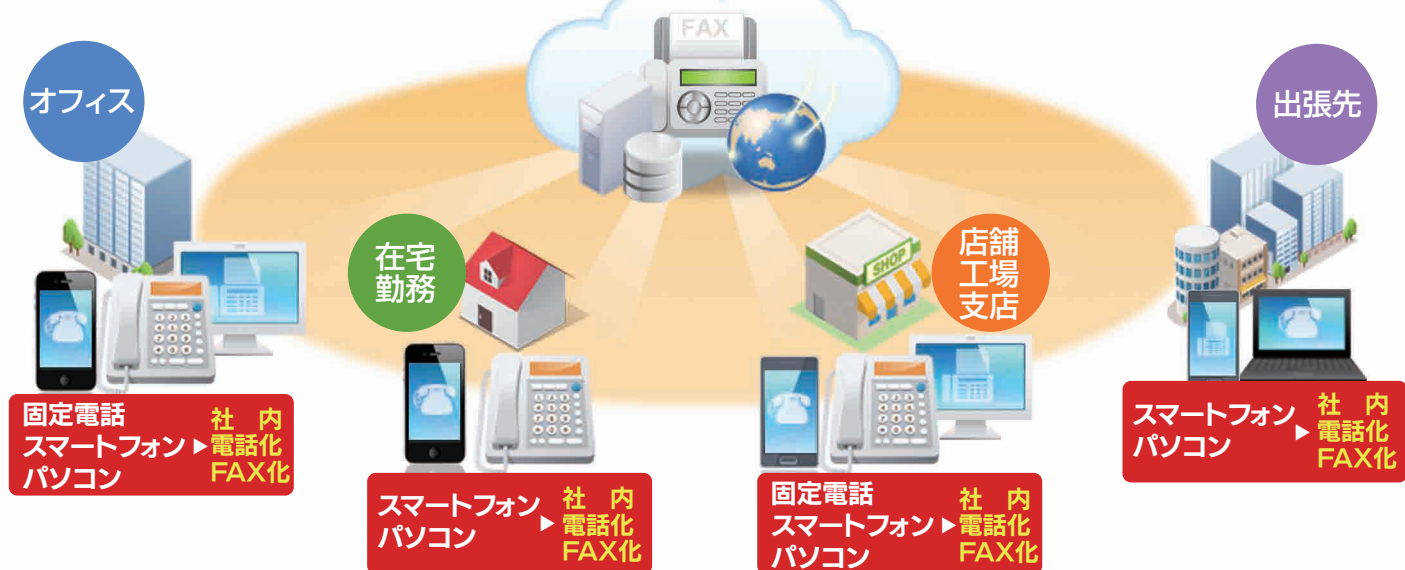 FAX
オフィス
出張先
在宅
勤務
店舗
工場
支店
SHOP
固定電話
スマートフォン
パソコン
▶
社 内
電話化
FAX化
スマートフォン
パソコン
▶
社 内
電話化
FAX化
固定電話
スマートフォン
パソコン
▶
社 内
電話化
FAX化
スマートフォン
パソコン
▶
社 内
電話化
FAX化